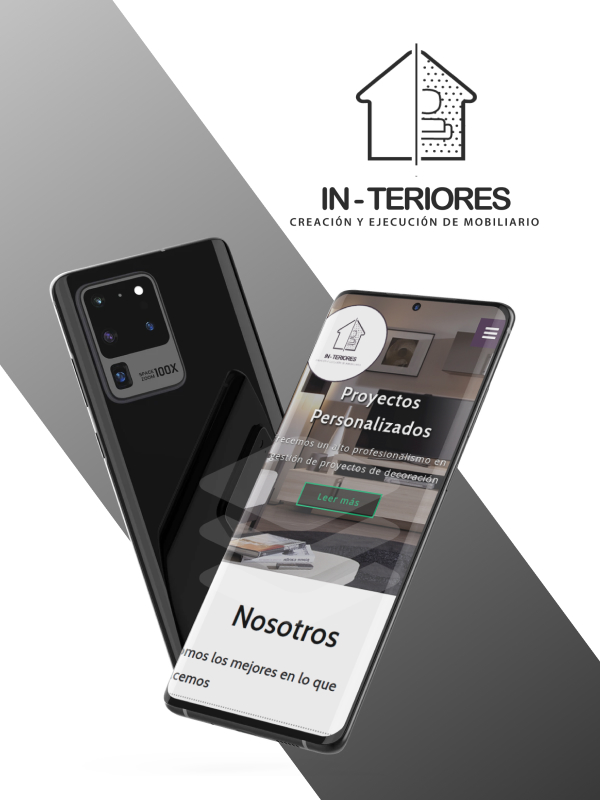 IN-TERIORES
CREACIÓN Y EJECUCIÓN DE MOBILIARIO
SPACE ZOOM 100X
IN-TERIORES
Proyectos
Personalizados
recemos un alto profesionalismo en
gestión de proyectos de decoración
Leer más
Nosotros
omos los mejores en lo que
cemos